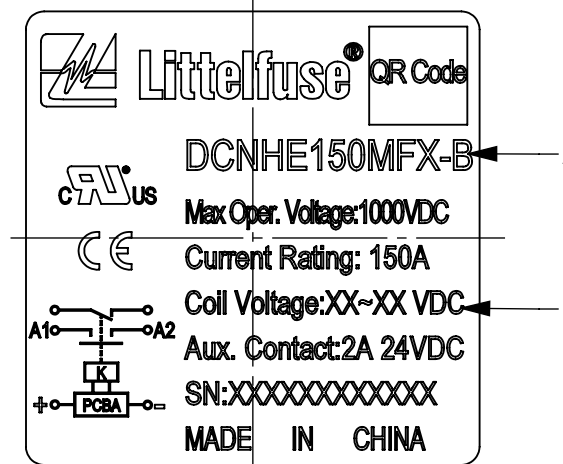 Littelfuse®
QR Code
DCNHE150MFX-B
c RU US
Max Oper. Voltage:1000VDC
CE
Current Rating: 150A
Coil Voltage:XX~XX VDC
A1 A2
Aux. Contact:2A 24VDC
K
SN:XXXXXXXXXXXX
+ PCBA -
MADE IN CHINA